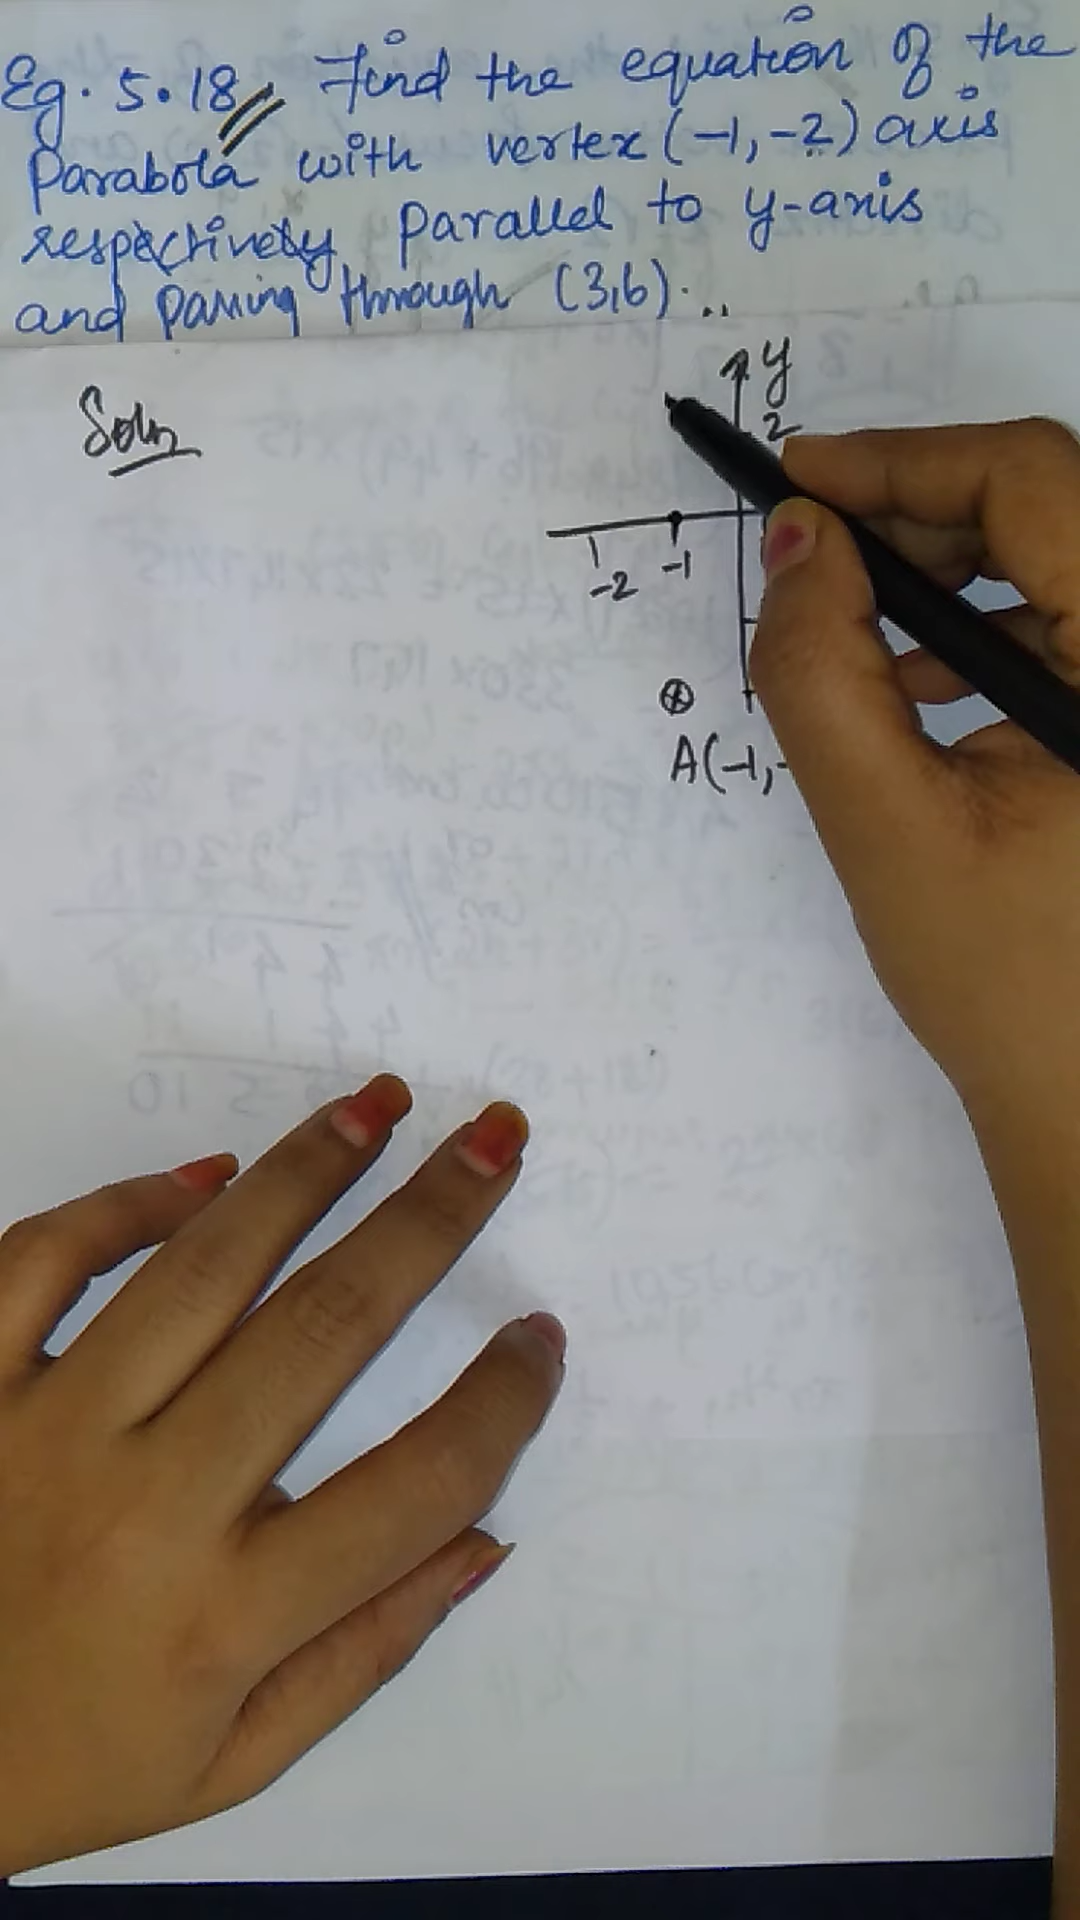 Eg. 5.18 Find the equation of the
Parabola with vertex (-1,-2) axis
respectively parallel to y-axis
and passing through (3,6).
Soln
y
2
-2 -1
A(-1,-